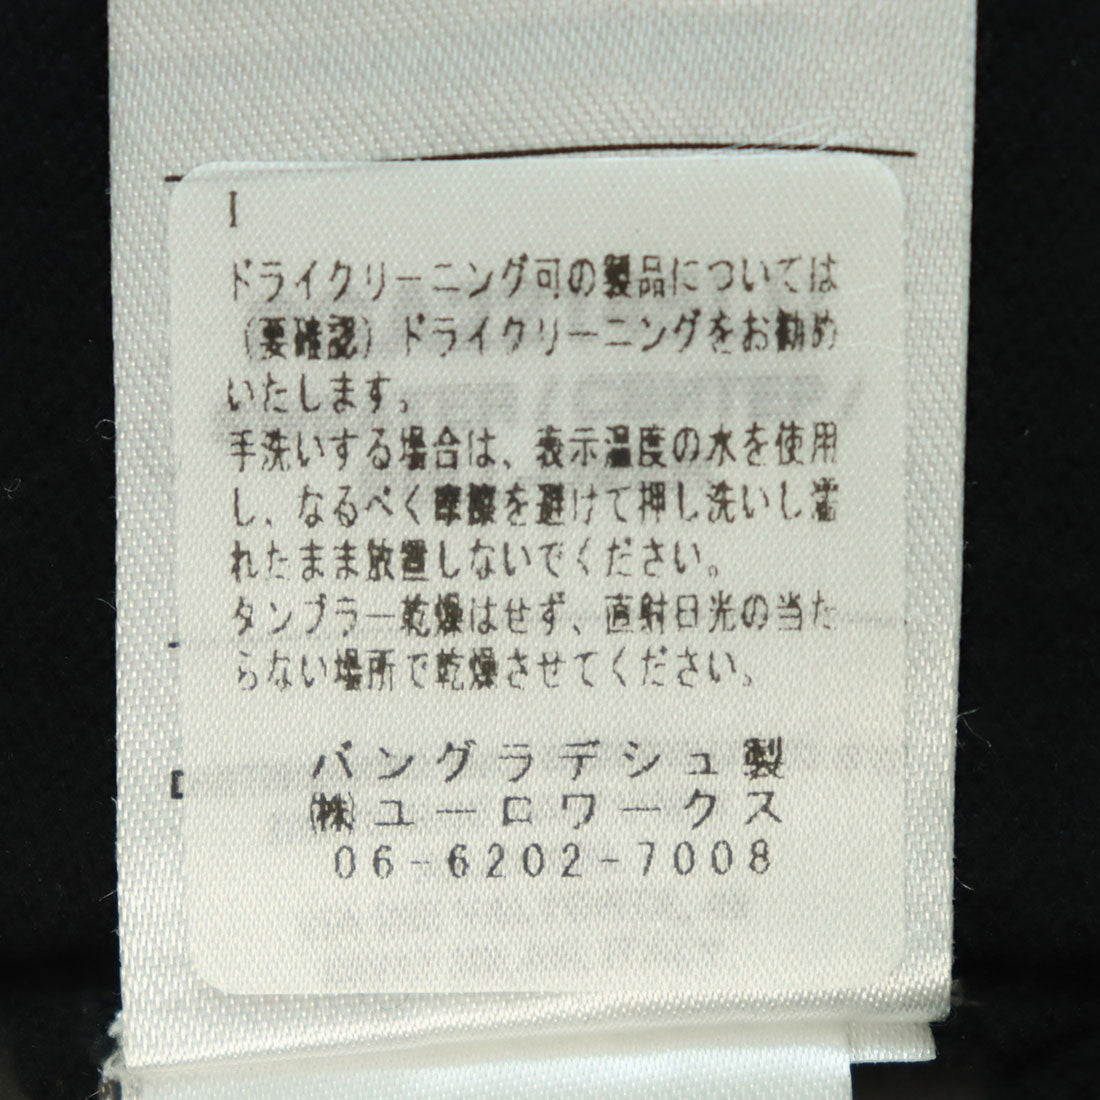 I
ドライクリーニング可の製品については
(要確認)ドライクリーニングをお勧め
いたします。
手洗いする場合は、表示温度の水を使用
し、なるべく摩擦を避けて押し洗いし濡
れたまま放置しないでください。
タンブラー乾燥はせず、直射日光の当た
らない場所で乾燥させてください。
バングラデシュ製
㈱ユーロワークス
06-6202-7008